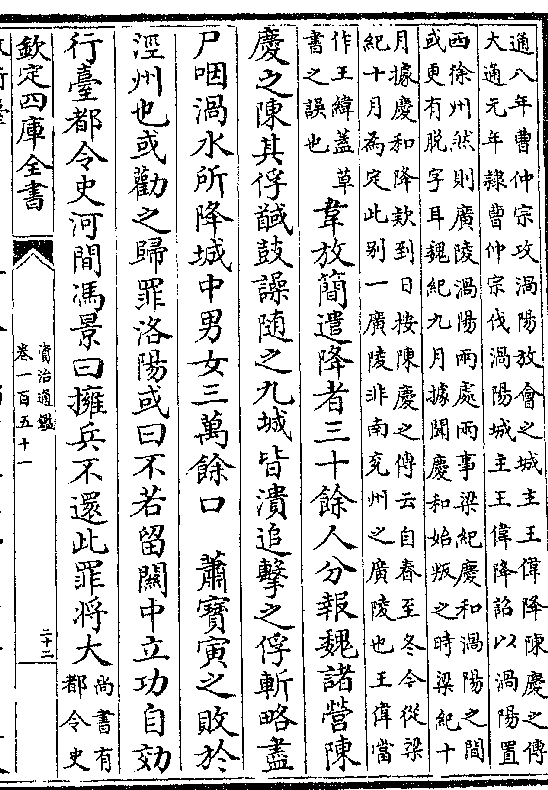 通八年曹仲宗攻渦陽放會之城主王偉降陳慶之傳
大通元年隷曹仲宗伐渦陽城主王偉降詔以渦陽置
西徐州然則廣陵渦陽兩處兩事梁紀慶和渦陽之間
或更有脱字耳魏紀九月據聞慶和始叛之時梁紀十
月據慶和降欵到日按陳慶之傳云自春至冬今從梁
紀十月為定此别一廣陵非南兖州之廣陵也王偉當
作王緯蓋草
書之誤也
韋放簡遣降者三十餘人分報魏諸營陳
慶之陳其俘馘鼓譟随之九城皆潰追擊之俘斬略盡
尸咽渦水所降城中男女三萬餘口 蕭寶寅之敗於
涇州也或勸之歸罪洛陽或曰不若留關中立功自効
行臺都令史河間馮景曰擁兵不還此罪将大
尚書有
都令史
欽定四庫全書
資治通鑑
卷一百五十一
二十三